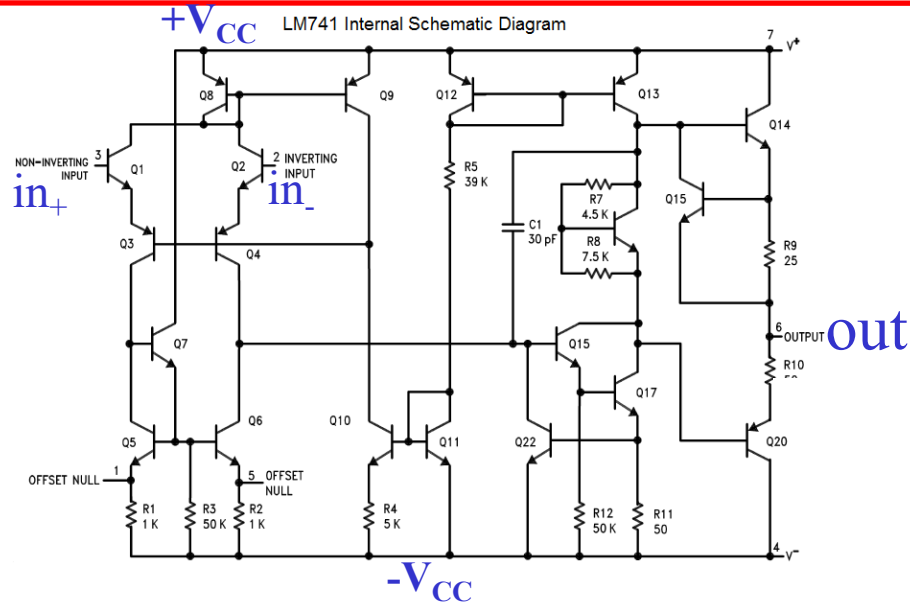 +VCC
LM741 Internal Schematic Diagram
7 V+
Q8
Q9
Q12
Q13
Q14
NON-INVERTING
INPUT
3
Q1
Q2
2 INVERTING
INPUT
in+
in-
R5
39 K
R7
4.5 K
Q15
C1
30 pF
R8
7.5 K
Q3
Q4
R9
25
6
OUTPUT
out
Q7
Q15
R10
Q5
Q6
Q10
Q11
Q17
Q22
Q20
OFFSET NULL 1
5 OFFSET
NULL
R1
1 K
R3
50 K
R2
1 K
R4
5 K
R12
50 K
R11
50
4 V-
-VCC